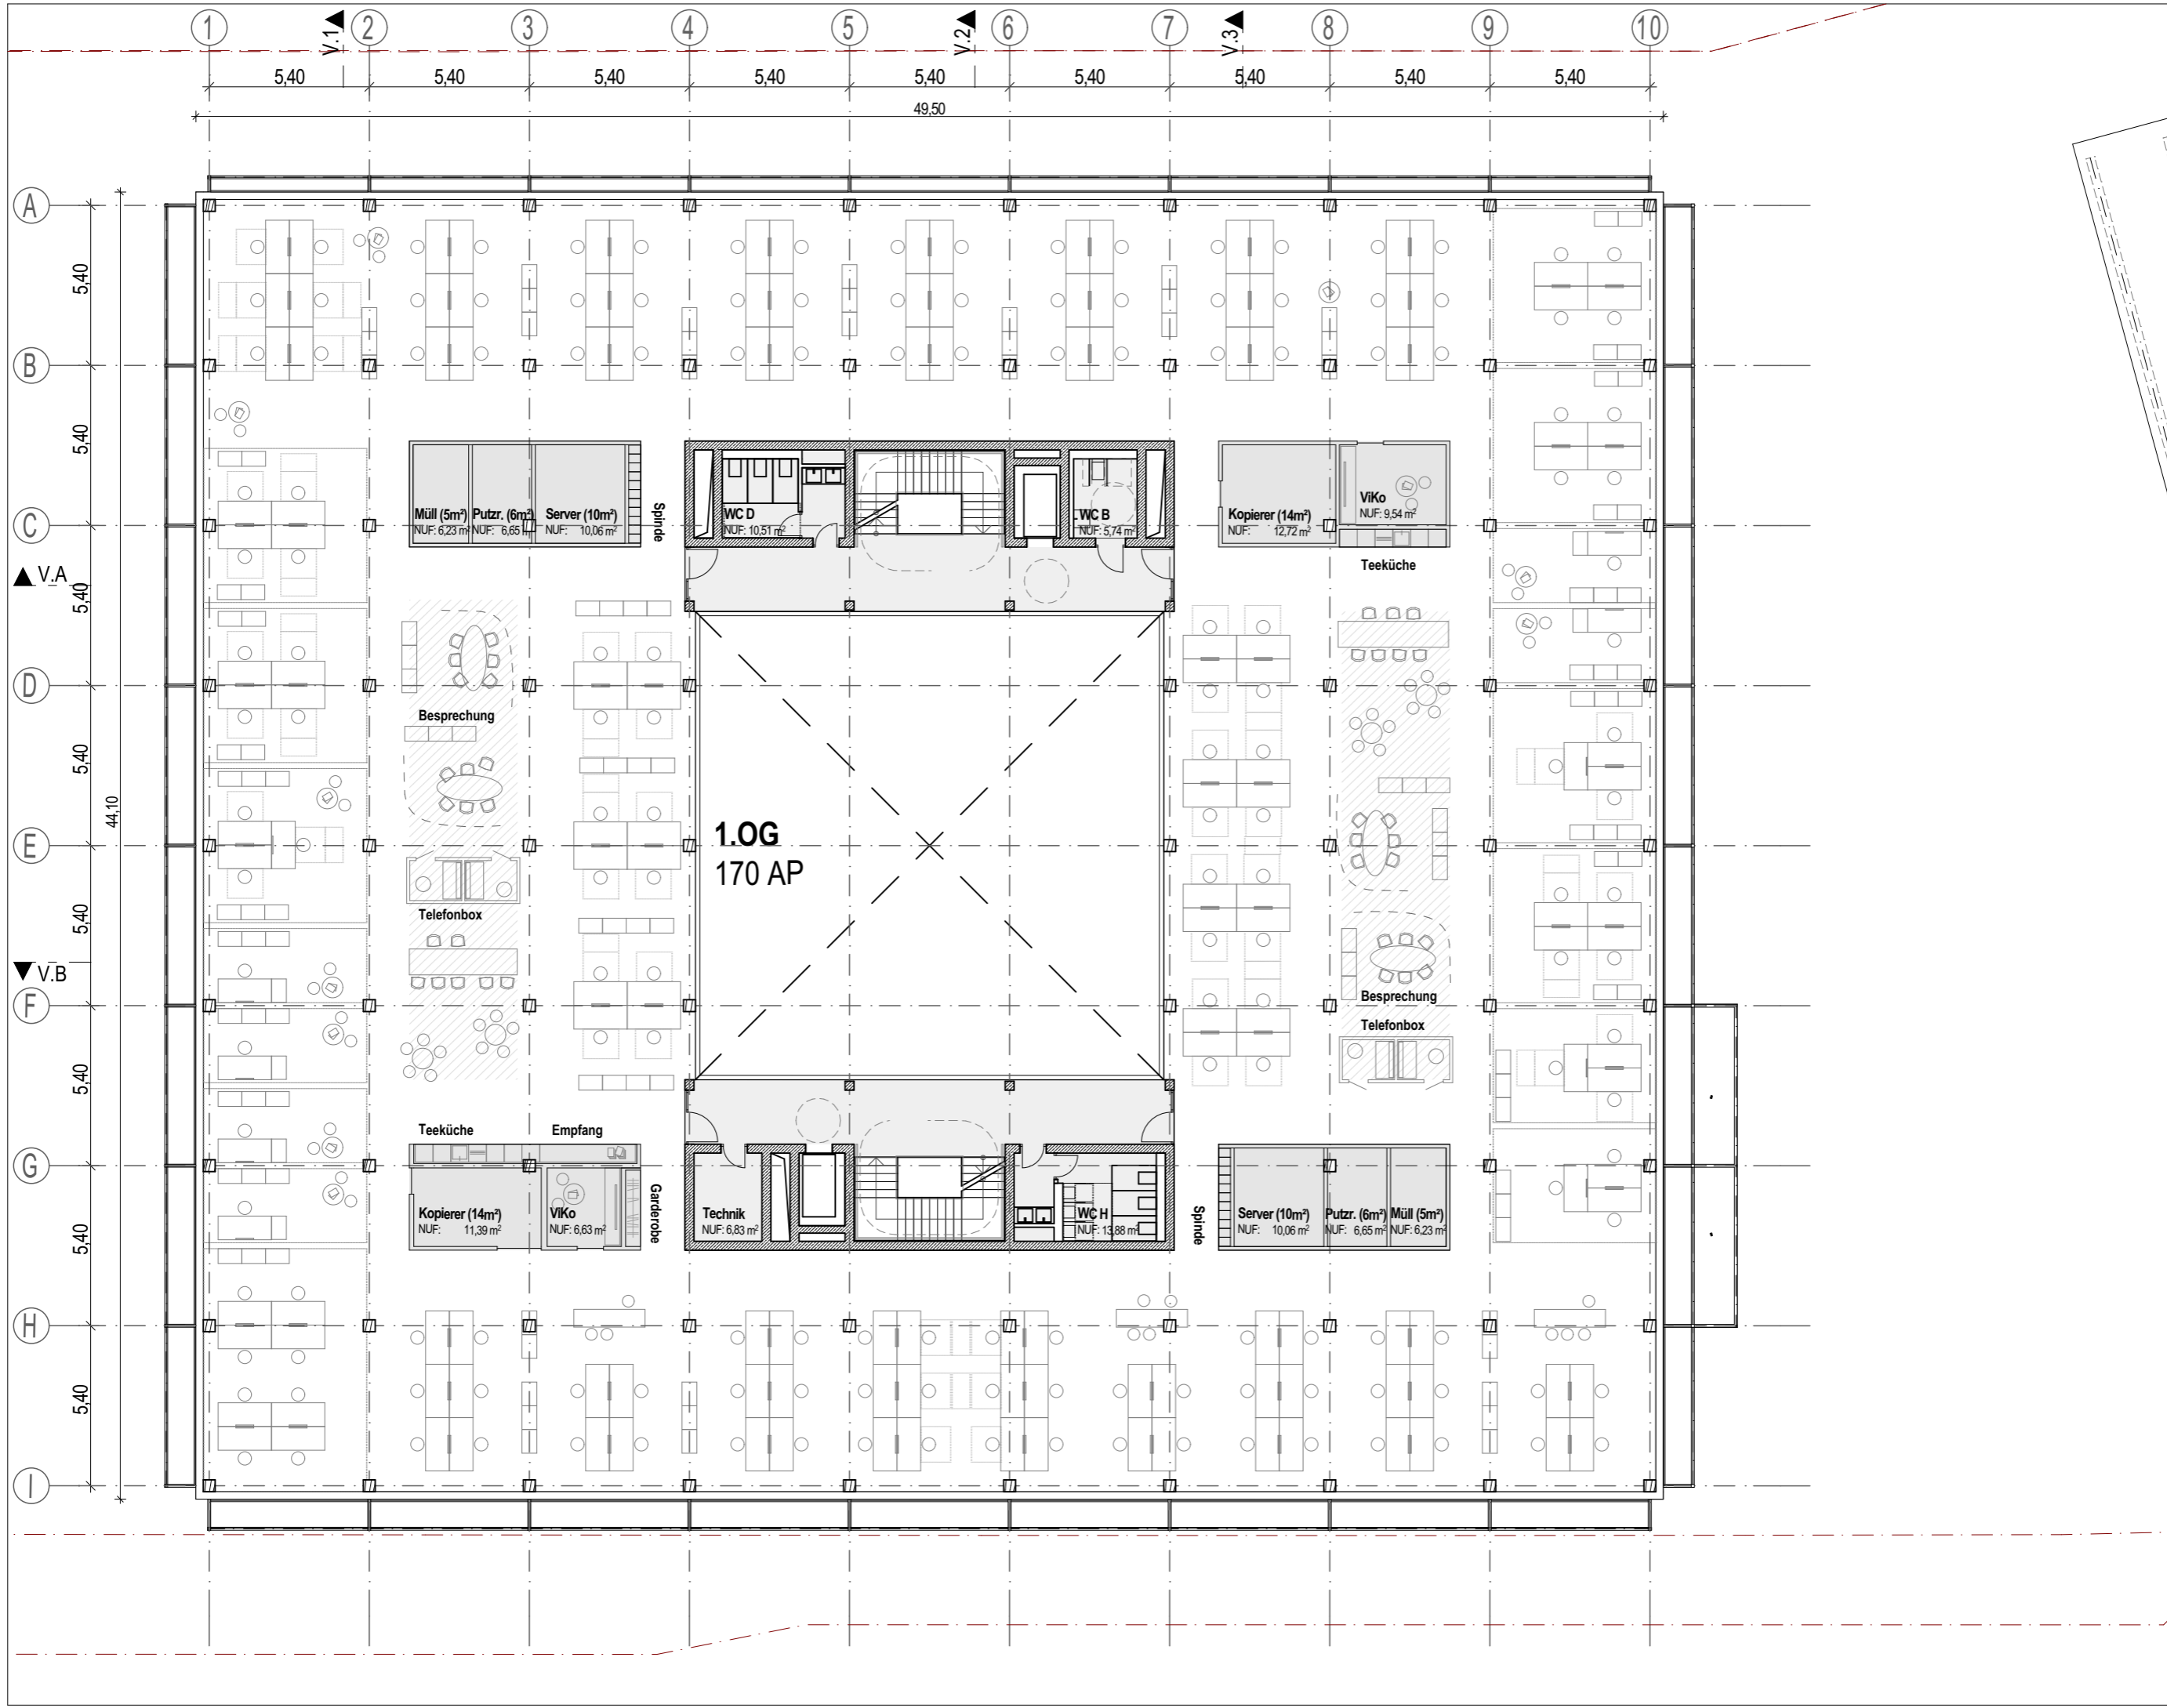 1 2 3 4 5 6 7 8 9 10
V.1 V.2 V.3
5,40 5,40 5,40 5,40 5,40 5,40 5,40 5,40 5,40
49,50
A
5,40
B
5,40
C
V.A
5,40
D
5,40
44,10
E
5,40
V.B
F
5,40
G
5,40
H
5,40
I
Müll (5m²)
NUF: 6,23 m²
Putzr. (6m²)
NUF: 6,65 m²
Server (10m²)
NUF: 10,06 m²
Spinde
WC D
NUF: 10,51 m²
WC B
NUF: 5,74 m²
Kopierer (14m²)
NUF: 12,72 m²
ViKo
NUF: 9,54 m²
Teeküche
Besprechung
1.OG
170 AP
Telefonbox
Besprechung
Telefonbox
Teeküche
Empfang
Kopierer (14m²)
NUF: 11,39 m²
ViKo
NUF: 6,63 m²
Garderobe
Technik
NUF: 6,83 m²
WC H
NUF: 13,88 m²
Spinde
Server (10m²)
NUF: 10,06 m²
Putzr. (6m²)
NUF: 6,65 m²
Müll (5m²)
NUF: 6,23 m²